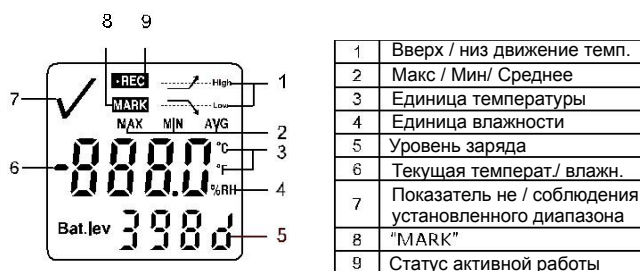 8 9
·REC High 1
7 MARK Low
MAX MIN AVG 2
6 -888.0 °C 3
°F
%RH 4
Bat.lev 398d 5
1 Вверх / низ движение темп.
2 Макс / Мин/ Среднее
3 Единица температуры
4 Единица влажности
5 Уровень заряда
6 Текущая температ./ влажн.
7 Показатель не / соблюдения
установленного диапазона
8 "MARK"
9 Статус активной работы